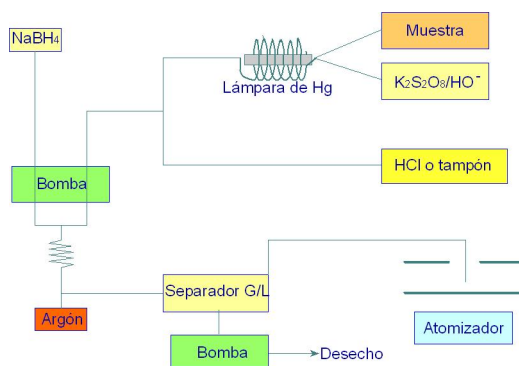 NaBH₄
Muestra
K₂S₂O₈/HO⁻
Lámpara de Hg
HCl o tampón
Bomba
Separador G/L
Argón
Atomizador
Bomba
Desecho